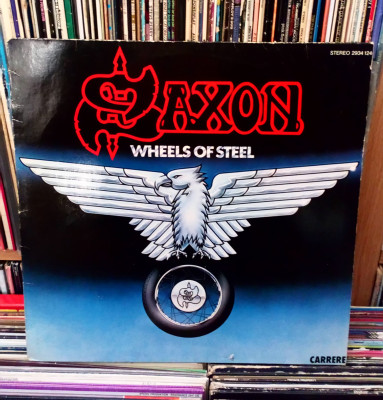 STEREO 2934 124
SAXON
WHEELS OF STEEL
CARRERE